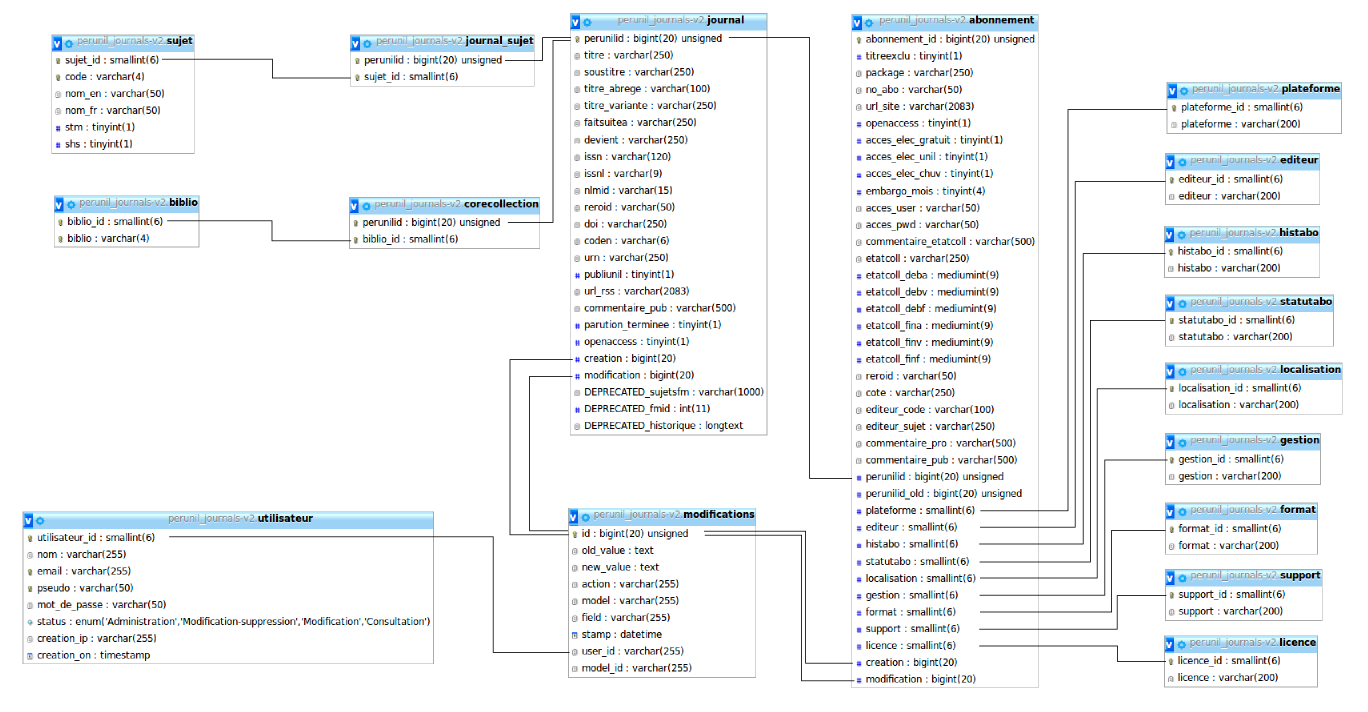 perunil_journals-v2.sujet
sujet_id : smallint(6)
code : varchar(4)
nom_en : varchar(50)
nom_fr : varchar(50)
stm : tinyint(1)
shs : tinyint(1)
perunil_journals-v2.biblio
biblio_id : smallint(6)
biblio : varchar(4)
perunil_journals-v2.journal_sujet
perunilid : bigint(20) unsigned
sujet_id : smallint(6)
perunil_journals-v2.corecollection
perunilid : bigint(20) unsigned
biblio_id : smallint(6)
perunil_journals-v2.journal
perunilid : bigint(20) unsigned
titre : varchar(250)
soustitre : varchar(250)
titre_abrege : varchar(100)
titre_variante : varchar(250)
faitsuitea : varchar(250)
devient : varchar(250)
issn : varchar(120)
issnl : varchar(9)
nlmid : varchar(15)
reroid : varchar(50)
doi : varchar(250)
coden : varchar(6)
urn : varchar(250)
publiunil : tinyint(1)
url_rss : varchar(2083)
commentaire_pub : varchar(500)
parution_terminee : tinyint(1)
openaccess : tinyint(1)
creation : bigint(20)
modification : bigint(20)
DEPRECATED_sujetsfm : varchar(1000)
DEPRECATED_fmid : int(11)
DEPRECATED_historique : longtext
perunil_journals-v2.utilisateur
utilisateur_id : smallint(6)
nom : varchar(255)
email : varchar(255)
pseudo : varchar(50)
mot_de_passe : varchar(50)
status : enum('Administration','Modification-suppression','Modification','Consultation')
creation_ip : varchar(255)
creation_on : timestamp
perunil_journals-v2.modifications
id : bigint(20) unsigned
old_value : text
new_value : text
action : varchar(255)
model : varchar(255)
field : varchar(255)
stamp : datetime
user_id : varchar(255)
model_id : varchar(255)
perunil_journals-v2.abonnement
abonnement_id : bigint(20) unsigned
titreexclu : tinyint(1)
package : varchar(250)
no_abo : varchar(50)
url_site : varchar(2083)
openaccess : tinyint(1)
acces_elec_gratuit : tinyint(1)
acces_elec_unil : tinyint(1)
acces_elec_chuv : tinyint(1)
embargo_mois : tinyint(4)
acces_user : varchar(50)
acces_pwd : varchar(50)
commentaire_etatcoll : varchar(500)
etatcoll : varchar(250)
etatcoll_deba : mediumint(9)
etatcoll_debv : mediumint(9)
etatcoll_debf : mediumint(9)
etatcoll_fina : mediumint(9)
etatcoll_finv : mediumint(9)
etatcoll_finf : mediumint(9)
reroid : varchar(50)
cote : varchar(250)
editeur_code : varchar(100)
editeur_sujet : varchar(250)
commentaire_pro : varchar(500)
commentaire_pub : varchar(500)
perunilid : bigint(20) unsigned
perunilid_old : bigint(20) unsigned
plateforme : smallint(6)
editeur : smallint(6)
histabo : smallint(6)
statutabo : smallint(6)
localisation : smallint(6)
gestion : smallint(6)
format : smallint(6)
support : smallint(6)
licence : smallint(6)
creation : bigint(20)
modification : bigint(20)
perunil_journals-v2.plateforme
plateforme_id : smallint(6)
plateforme : varchar(200)
perunil_journals-v2.editeur
editeur_id : smallint(6)
editeur : varchar(200)
perunil_journals-v2.histabo
histabo_id : smallint(6)
histabo : varchar(200)
perunil_journals-v2.statutabo
statutabo_id : smallint(6)
statutabo : varchar(200)
perunil_journals-v2.localisation
localisation_id : smallint(6)
localisation : varchar(200)
perunil_journals-v2.gestion
gestion_id : smallint(6)
gestion : varchar(200)
perunil_journals-v2.format
format_id : smallint(6)
format : varchar(200)
perunil_journals-v2.support
support_id : smallint(6)
support : varchar(200)
perunil_journals-v2.licence
licence_id : smallint(6)
licence : varchar(200)